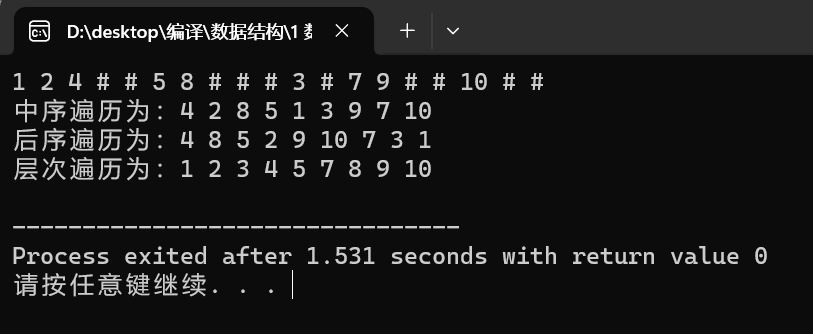 D:\desktop\编译\数据结构\1 数
1 2 4 # # 5 8 # # # 3 # 7 9 # # 10 # #
中序遍历为: 4 2 8 5 1 3 9 7 10
后序遍历为: 4 8 5 2 9 10 7 3 1
层次遍历为: 1 2 3 4 5 7 8 9 10
--------------------------------
Process exited after 1.531 seconds with return value 0
请按任意键继续. . .